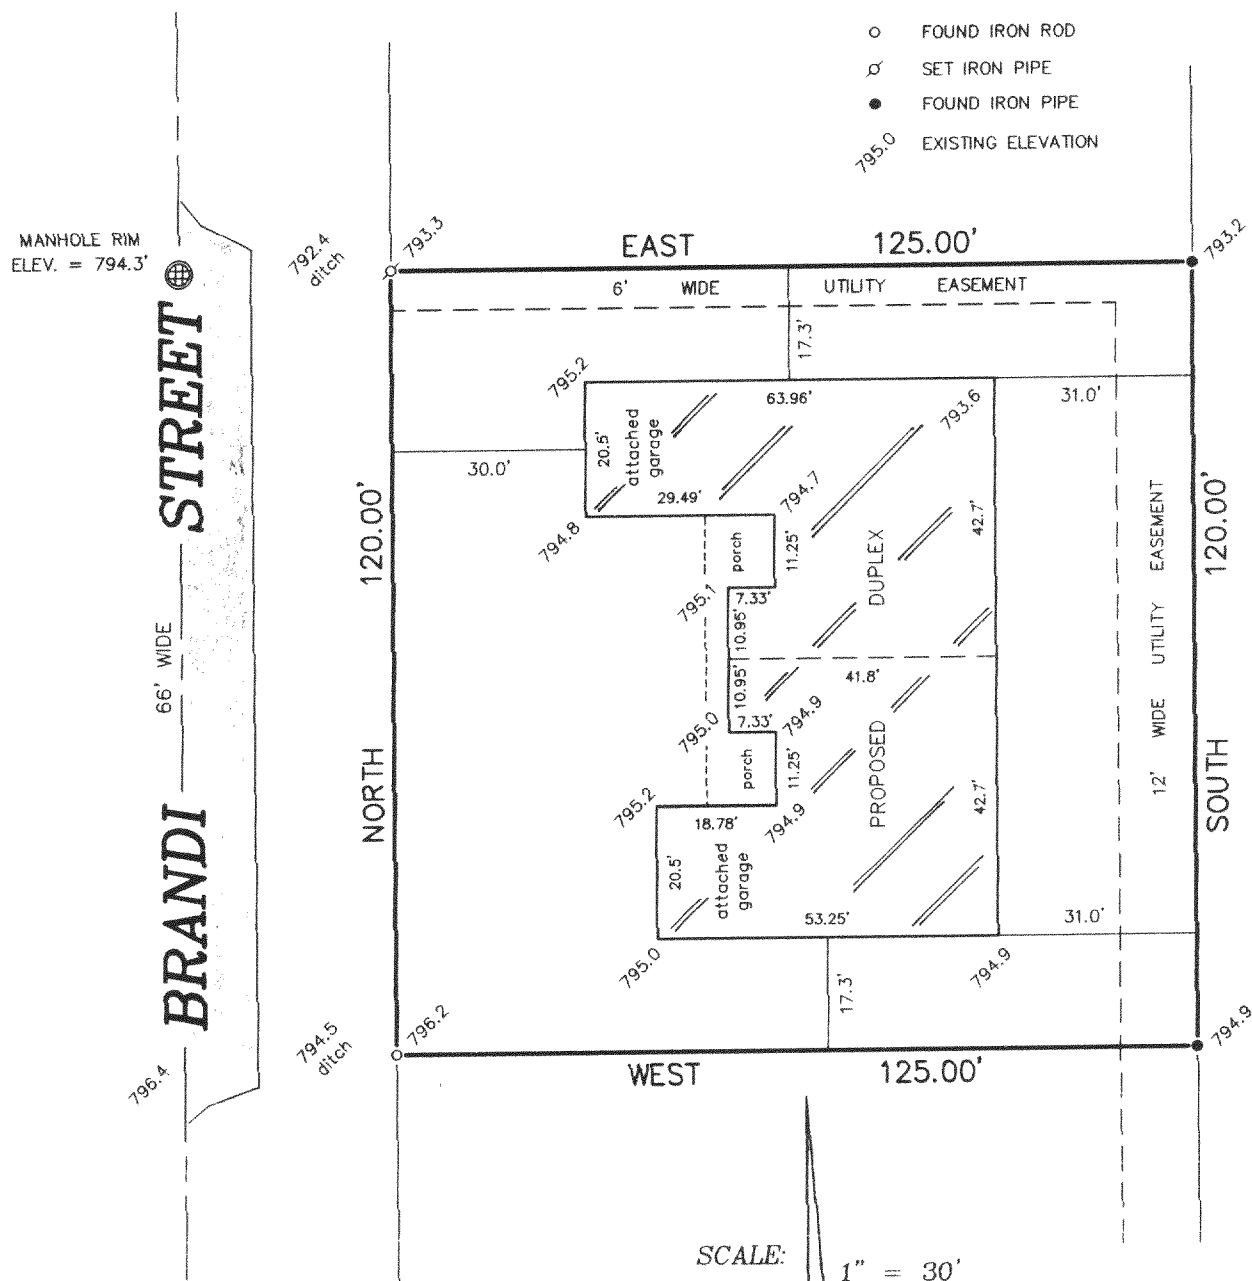 FOUND IRON ROD
SET IRON PIPE
FOUND IRON PIPE
795.0 EXISTING ELEVATION
MANHOLE RIM
ELEV. = 794.3'
792.4
ditch
793.3
EAST 125.00'
793.2
6' WIDE UTILITY EASEMENT
17.3'
795.2
63.96'
793.6
31.0'
30.0'
20.5'
attached
garage
29.49'
794.7
794.8
porch
11.25'
42.7'
DUPLEX
795.1
7.33'
10.95'
41.8'
10.95'
795.0
7.33'
794.9
porch
11.25'
PROPOSED
42.7'
795.2
18.78'
794.9
20.5'
attached
garage
53.25'
31.0'
795.0
794.9
17.3'
120.00'
NORTH
120.00'
SOUTH
12' WIDE UTILITY EASEMENT
BRANDI 66' WIDE STREET
796.4
794.5
ditch
796.2
WEST 125.00'
794.9
SCALE:
1" = 30'